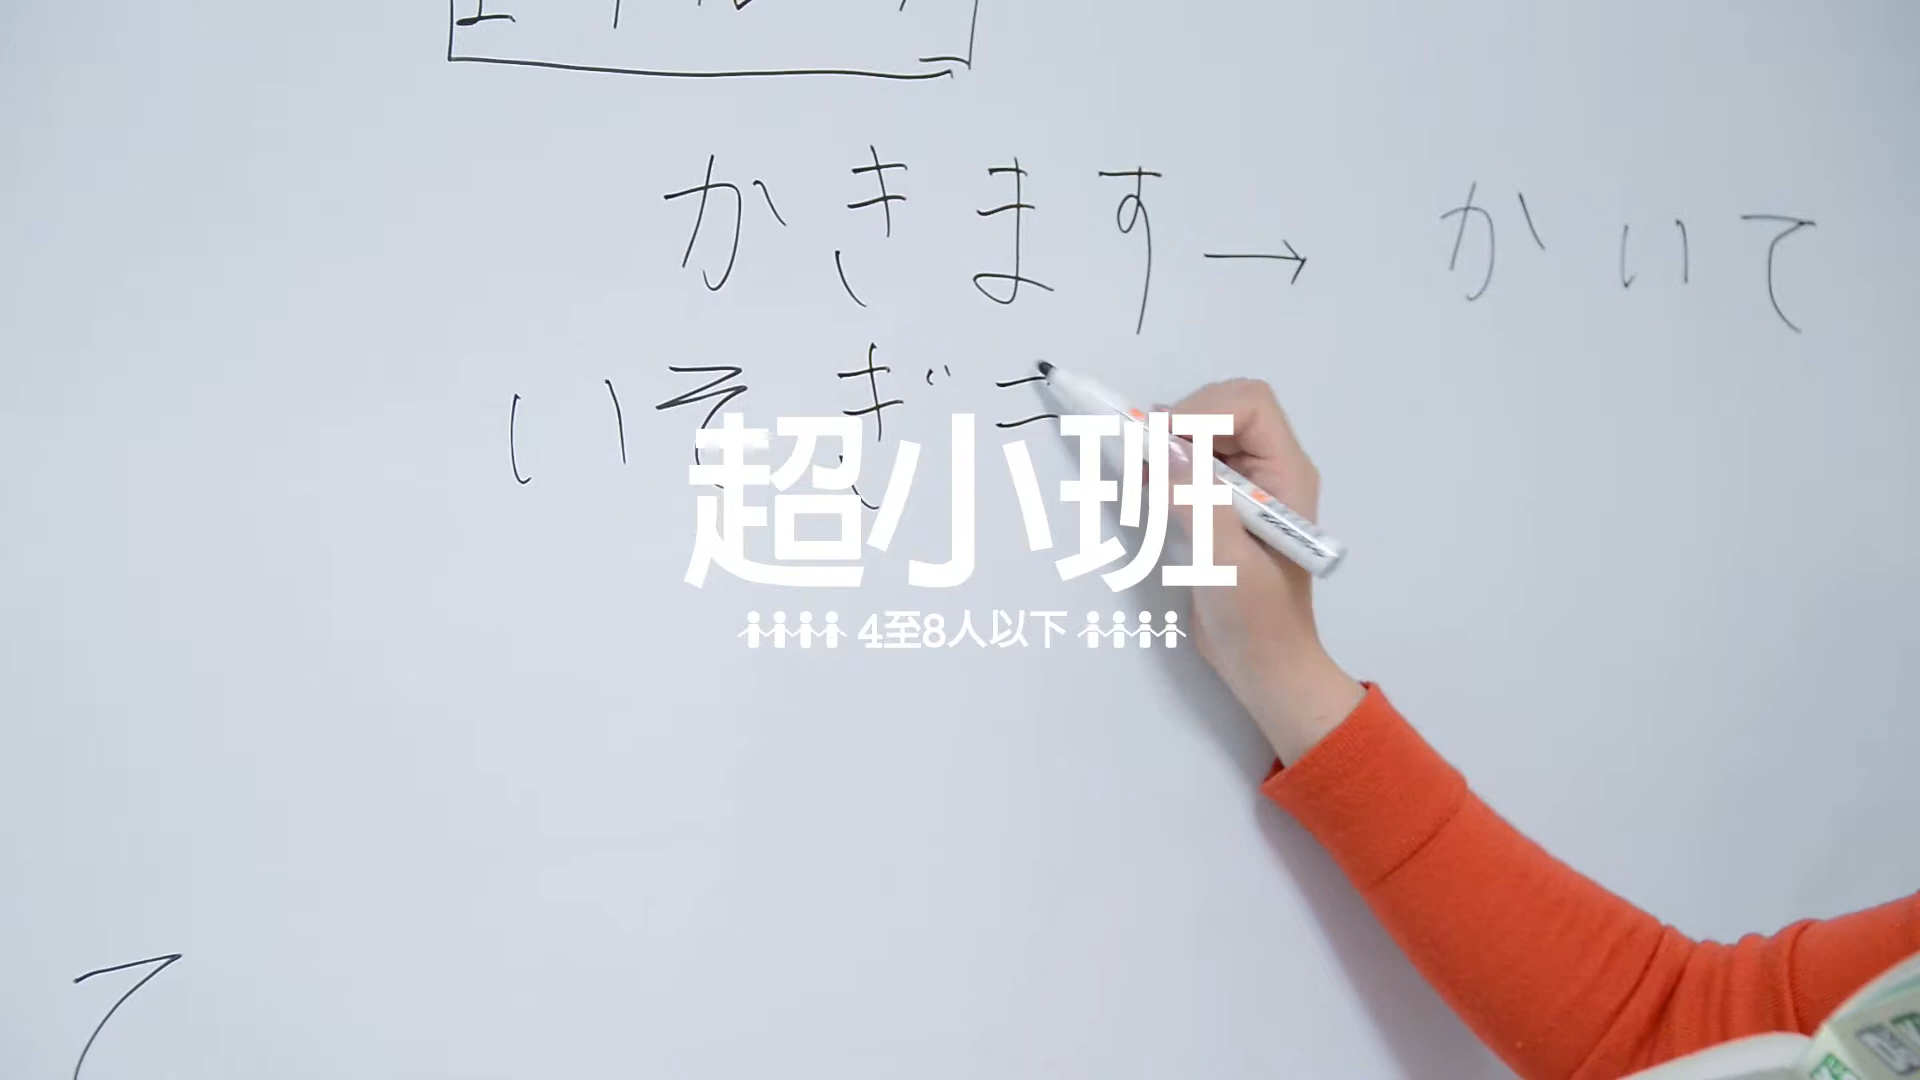 かきます → かいて
いそぎ
超小班
4至8人以下
て